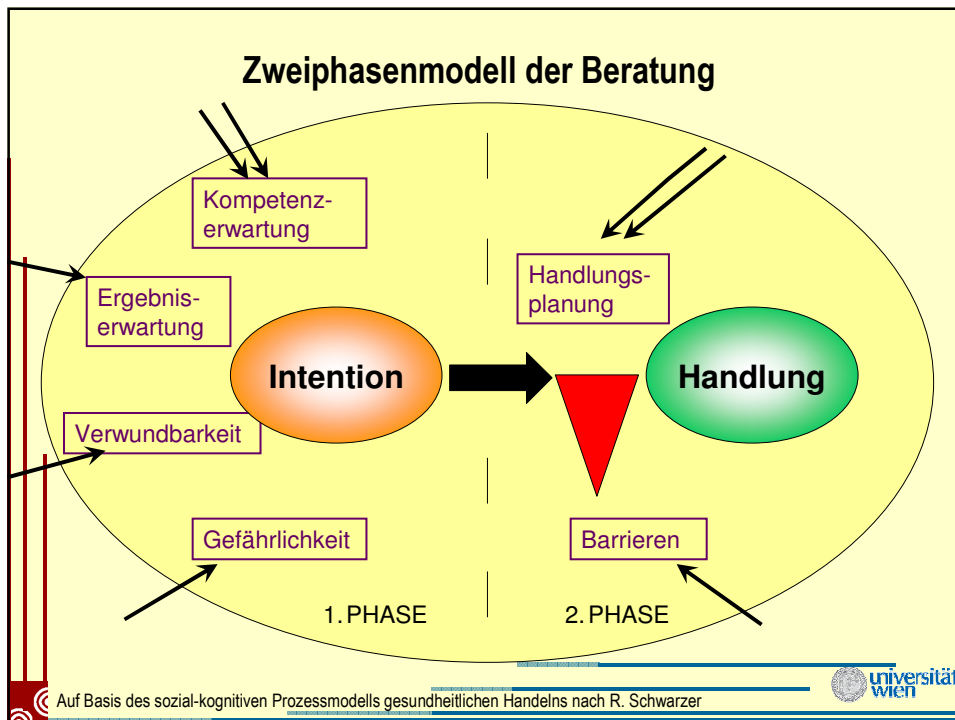 Zweiphasenmodell der Beratung
Kompetenz-
erwartung
Ergebnis-
erwartung
Handlungs-
planung
Intention
Handlung
Verwundbarkeit
Gefährlichkeit
Barrieren
1. PHASE
2. PHASE
Auf Basis des sozial-kognitiven Prozessmodells gesundheitlichen Handelns nach R. Schwarzer
universität
wien